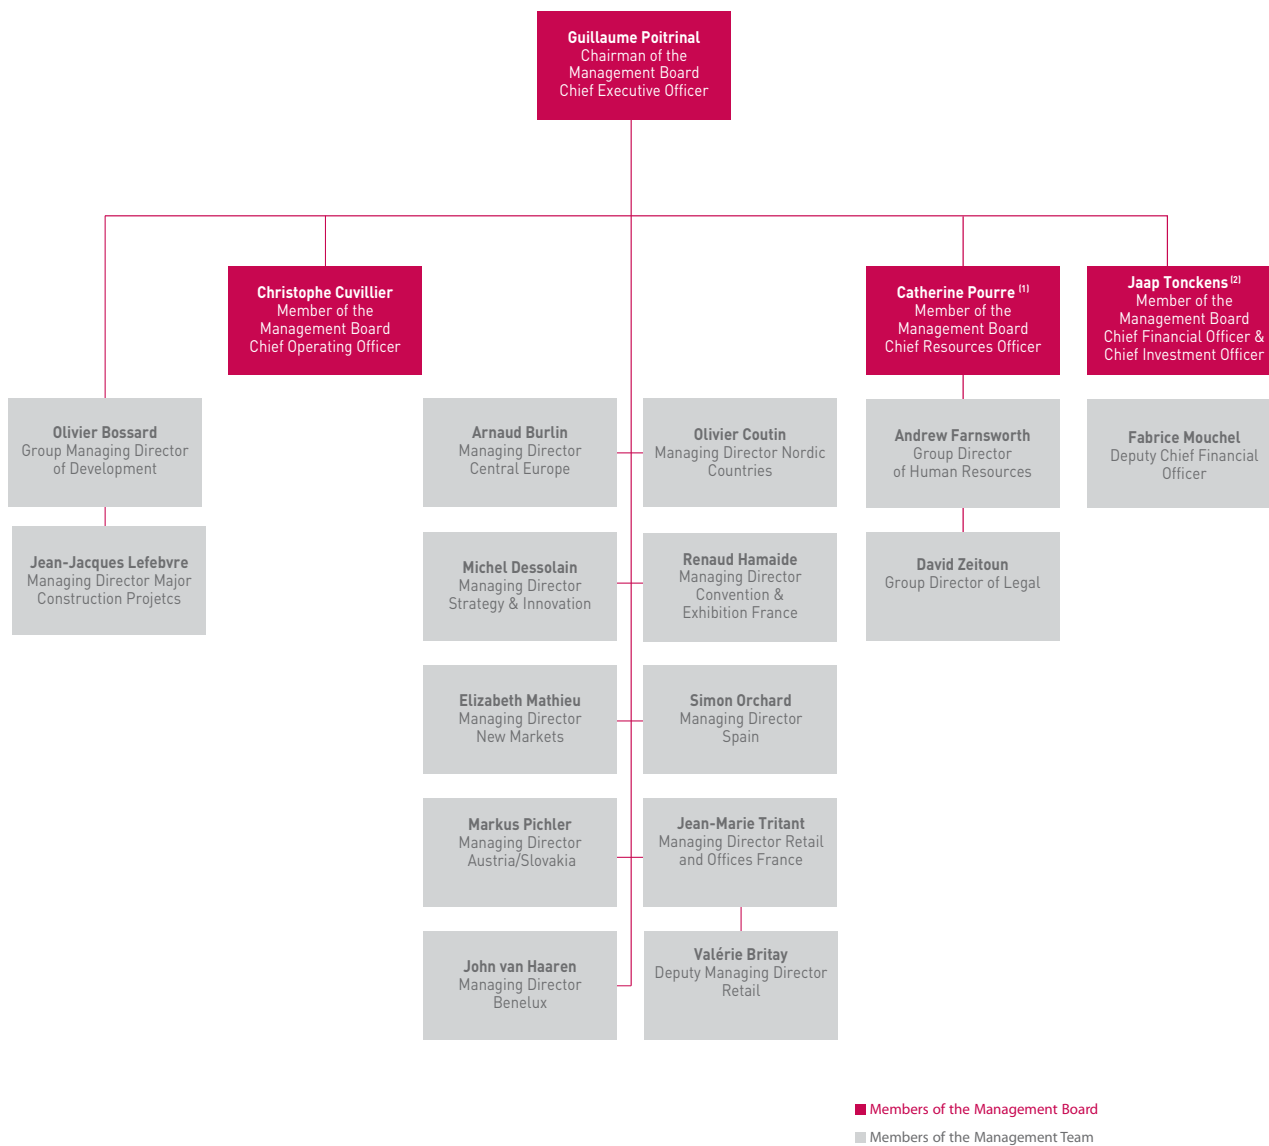 Guillaume Poitrinal
Chairman of the
Management Board
Chief Executive Officer
Christophe Cuvillier
Member of the
Management Board
Chief Operating Officer
Catherine Pourre (1)
Member of the
Management Board
Chief Resources Officer
Jaap Tonckens (2)
Member of the
Management Board
Chief Financial Officer &
Chief Investment Officer
Olivier Bossard
Group Managing Director
of Development
Arnaud Burlin
Managing Director
Central Europe
Olivier Coutin
Managing Director Nordic
Countries
Andrew Farnsworth
Group Director
of Human Resources
Fabrice Mouchel
Deputy Chief Financial
Officer
Jean-Jacques Lefebvre
Managing Director Major
Construction Projetcs
Michel Dessolain
Managing Director
Strategy & Innovation
Renaud Hamaide
Managing Director
Convention &
Exhibition France
David Zeitoun
Group Director of Legal
Elizabeth Mathieu
Managing Director
New Markets
Simon Orchard
Managing Director
Spain
Markus Pichler
Managing Director
Austria/Slovakia
Jean-Marie Tritant
Managing Director Retail
and Offices France
John van Haaren
Managing Director
Benelux
Valérie Britay
Deputy Managing Director
Retail
Members of the Management Board
Members of the Management Team